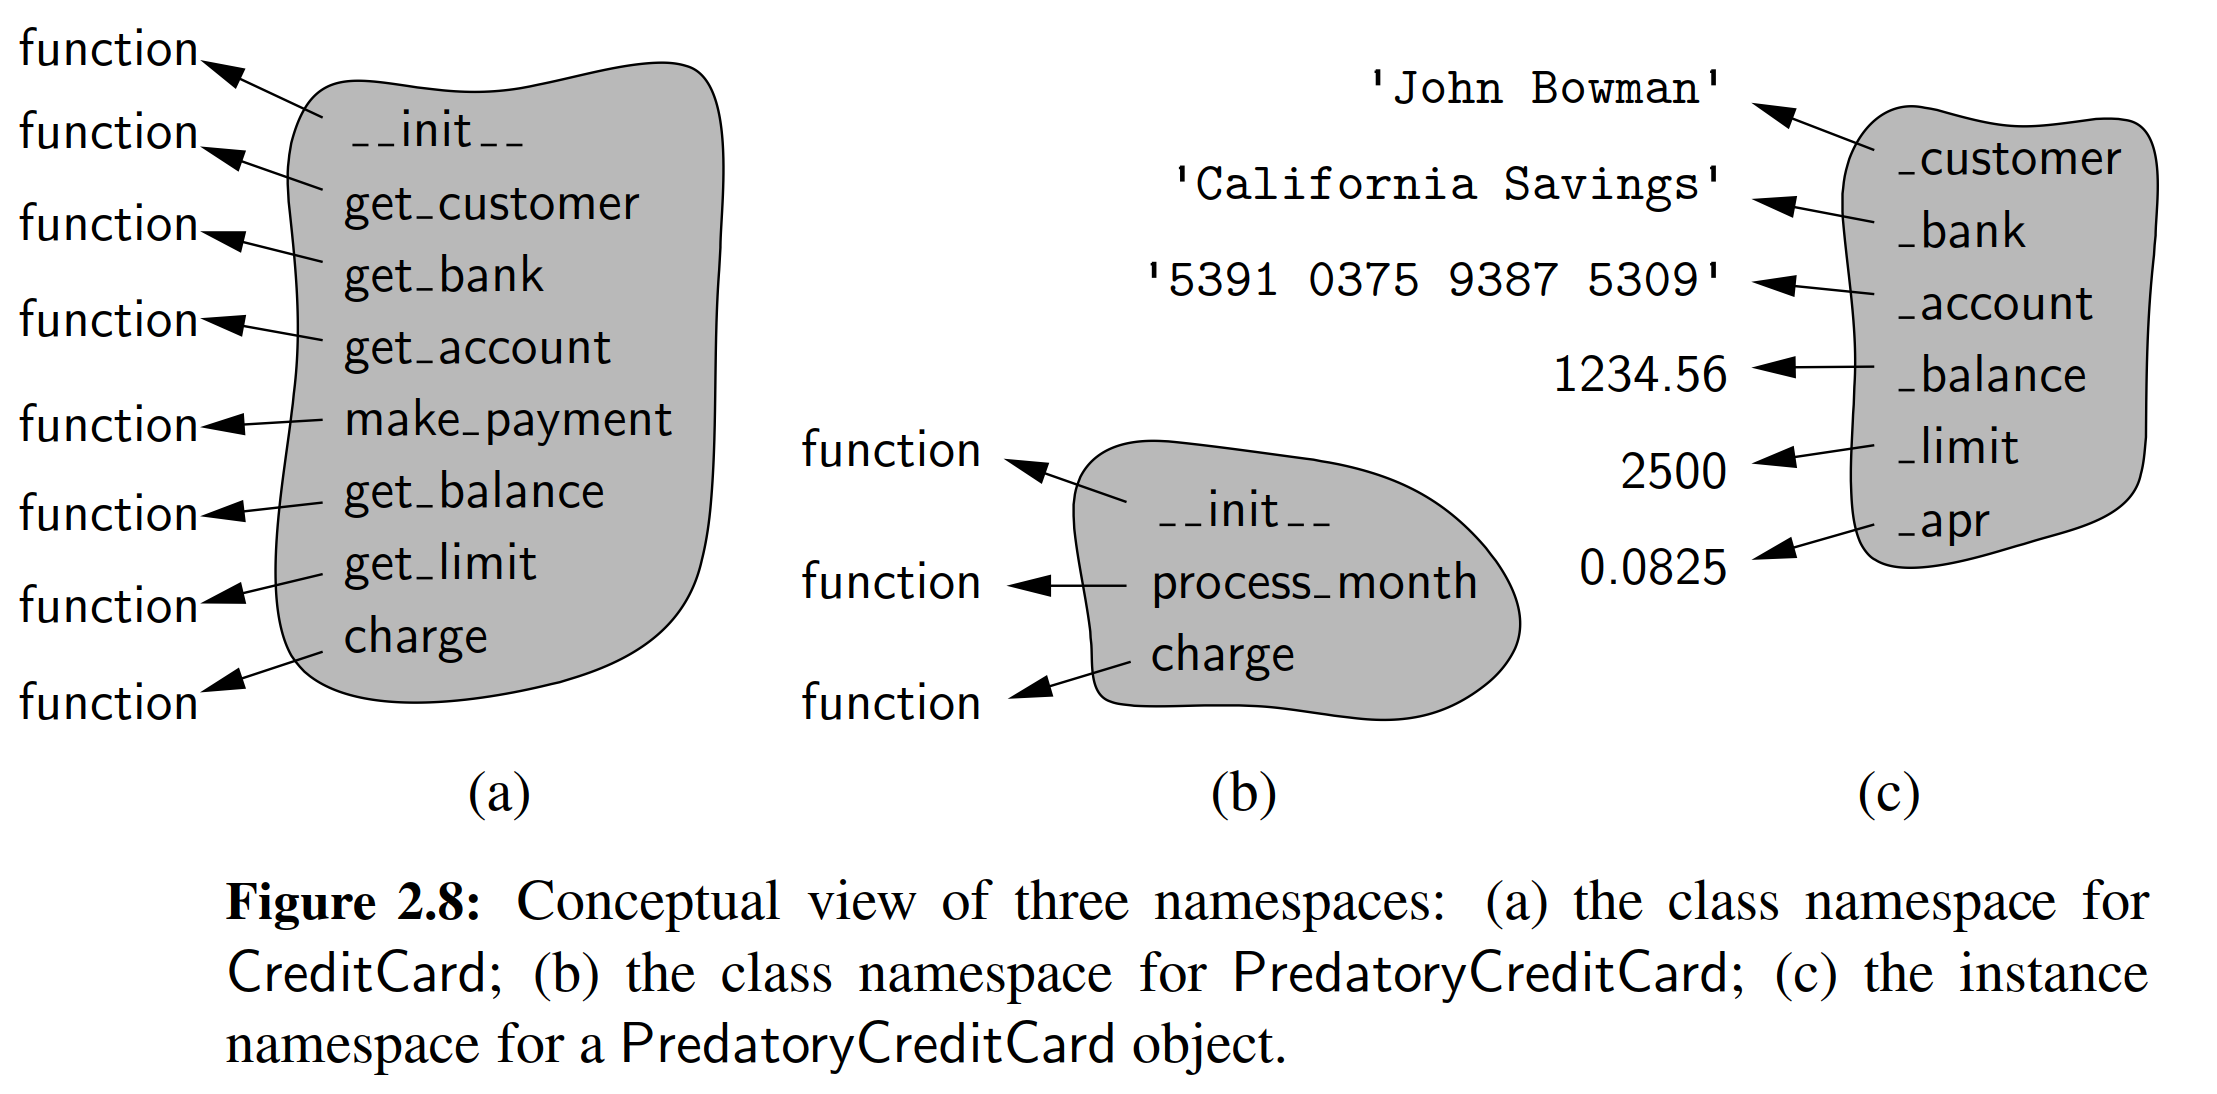 function
function
function
function
function
function
function
function
__init__
get_customer
get_bank
get_account
make_payment
get_balance
get_limit
charge
(a)
function
function
function
__init__
process_month
charge
(b)
'John Bowman'
'California Savings'
'5391 0375 9387 5309'
1234.56
2500
0.0825
_customer
_bank
_account
_balance
_limit
_apr
(c)
Figure 2.8: Conceptual view of three namespaces: (a) the class namespace for
CreditCard; (b) the class namespace for PredatoryCreditCard; (c) the instance
namespace for a PredatoryCreditCard object.